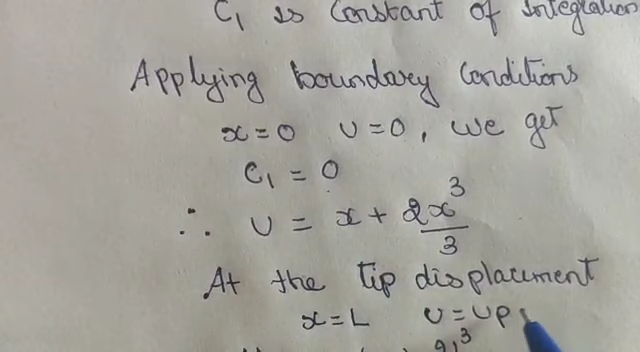 C₁ is constant of integration
Applying boundary conditions
x=0 U=0, we get
C₁ = 0
∴ U = x + 2x³/3
At the tip displacement
x=L U=UP